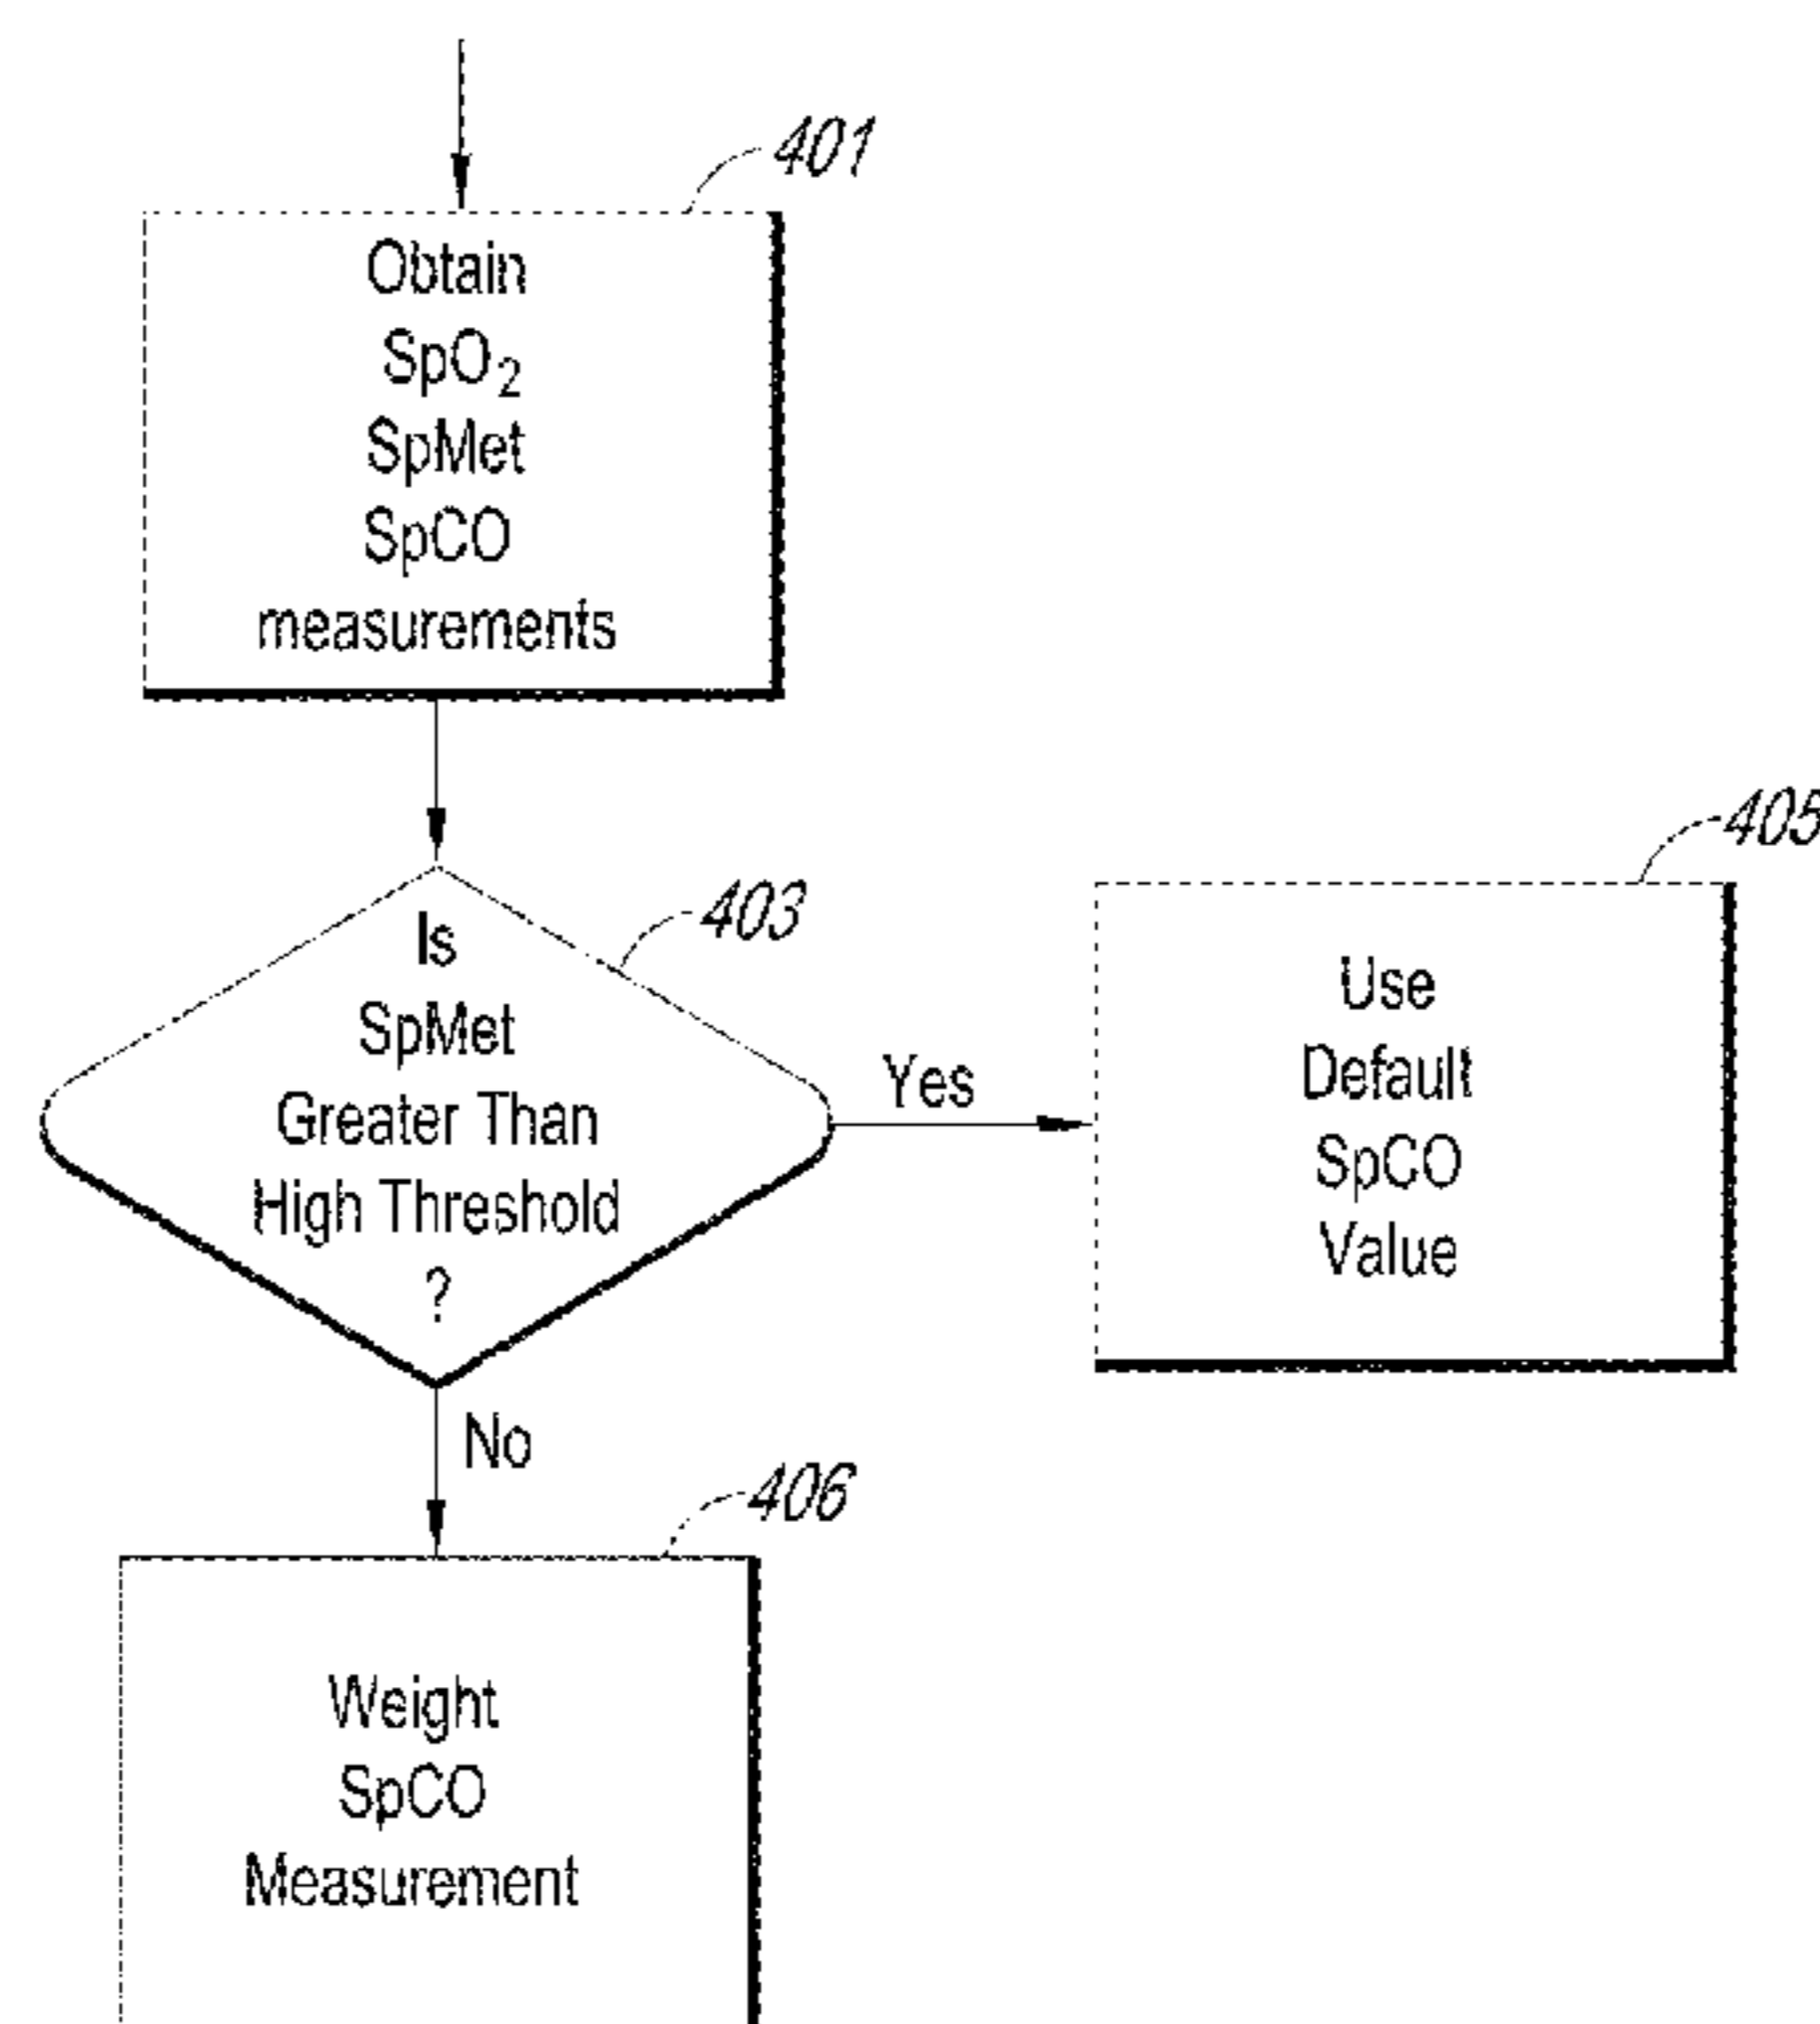 401
Obtain
SpO₂
SpMet
SpCO
measurements
403
Is
SpMet
Greater Than
High Threshold
?
Yes
405
Use
Default
SpCO
Value
No
406
Weight
SpCO
Measurement